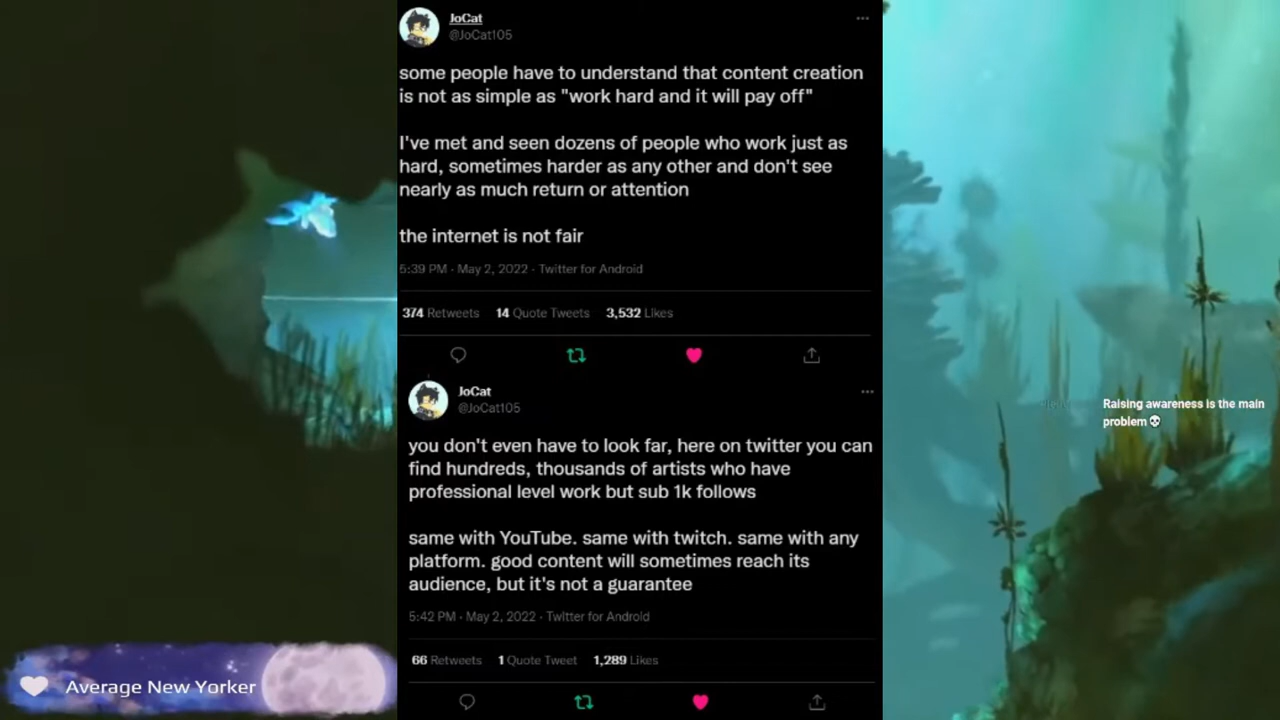 JoCat
@JoCat105
some people have to understand that content creation
is not as simple as "work hard and it will pay off"
I've met and seen dozens of people who work just as
hard, sometimes harder as any other and don't see
nearly as much return or attention
the internet is not fair
5:39 PM · May 2, 2022 · Twitter for Android
374 Retweets 14 Quote Tweets 3,532 Likes
JoCat
@JoCat105
you don't even have to look far, here on twitter you can
find hundreds, thousands of artists who have
professional level work but sub 1k follows
same with YouTube. same with twitch. same with any
platform. good content will sometimes reach its
audience, but it's not a guarantee
5:42 PM · May 2, 2022 · Twitter for Android
66 Retweets 1 Quote Tweet 1,289 Likes
Raising awareness is the main
problem 💀
Average New Yorker